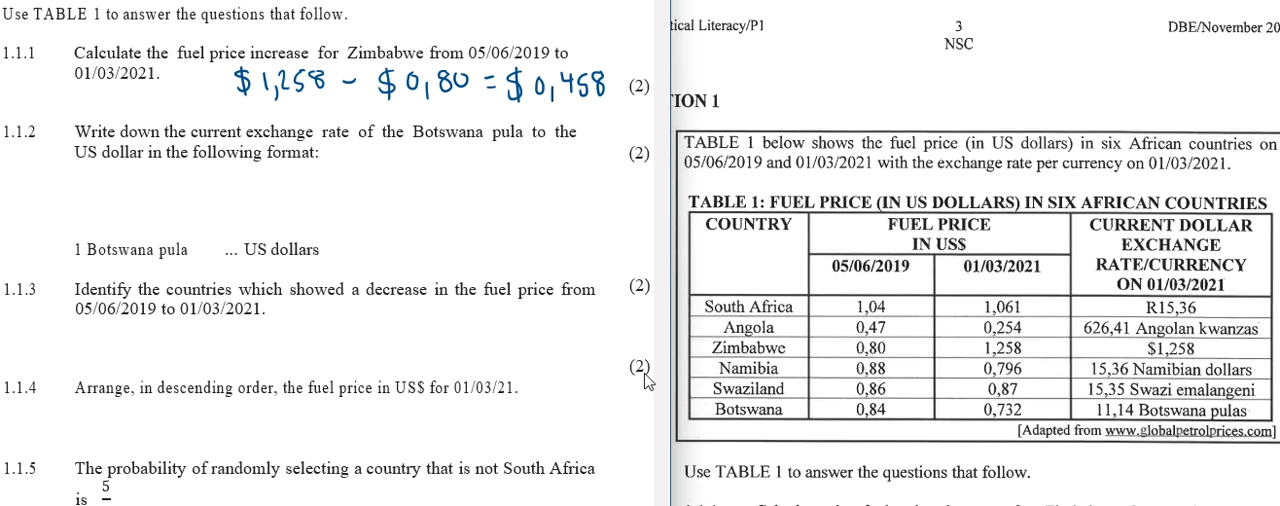 Use TABLE 1 to answer the questions that follow.
1.1.1 Calculate the fuel price increase for Zimbabwe from 05/06/2019 to
01/03/2021. $1,258 - $0,80 = $0,458 (2)
1.1.2 Write down the current exchange rate of the Botswana pula to the
US dollar in the following format: (2)
1 Botswana pula ... US dollars
1.1.3 Identify the countries which showed a decrease in the fuel price from (2)
05/06/2019 to 01/03/2021.
(2)
1.1.4 Arrange, in descending order, the fuel price in US$ for 01/03/21.
1.1.5 The probability of randomly selecting a country that is not South Africa
is 5
tical Literacy/P1 3 DBE/November 20
NSC
ION 1
TABLE 1 below shows the fuel price (in US dollars) in six African countries on
05/06/2019 and 01/03/2021 with the exchange rate per currency on 01/03/2021.
TABLE 1: FUEL PRICE (IN US DOLLARS) IN SIX AFRICAN COUNTRIES
COUNTRY FUEL PRICE CURRENT DOLLAR
IN US$ EXCHANGE
05/06/2019 01/03/2021 RATE/CURRENCY
ON 01/03/2021
South Africa 1,04 1,061 R15,36
Angola 0,47 0,254 626,41 Angolan kwanzas
Zimbabwe 0,80 1,258 $1,258
Namibia 0,88 0,796 15,36 Namibian dollars
Swaziland 0,86 0,87 15,35 Swazi emalangeni
Botswana 0,84 0,732 11,14 Botswana pulas
[Adapted from www.globalpetrolprices.com]
Use TABLE 1 to answer the questions that follow.